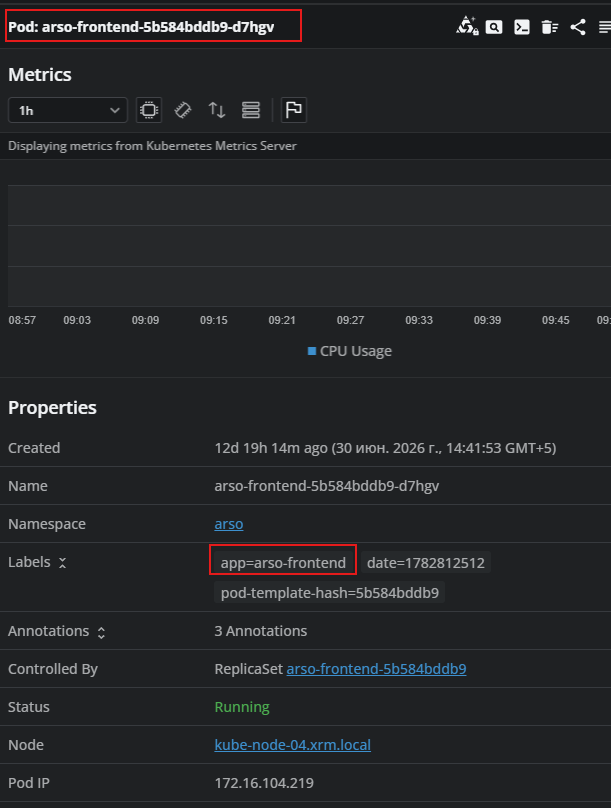 Pod: arso-frontend-5b584bddb9-d7hgv
Metrics
1h
Displaying metrics from Kubernetes Metrics Server
08:57 09:03 09:09 09:15 09:21 09:27 09:33 09:39 09:45 09:
CPU Usage
Properties
Created 12d 19h 14m ago (30 июн. 2026 г., 14:41:53 GMT+5)
Name arso-frontend-5b584bddb9-d7hgv
Namespace arso
Labels app=arso-frontend date=1782812512
pod-template-hash=5b584bddb9
Annotations 3 Annotations
Controlled By ReplicaSet arso-frontend-5b584bddb9
Status Running
Node kube-node-04.xrm.local
Pod IP 172.16.104.219